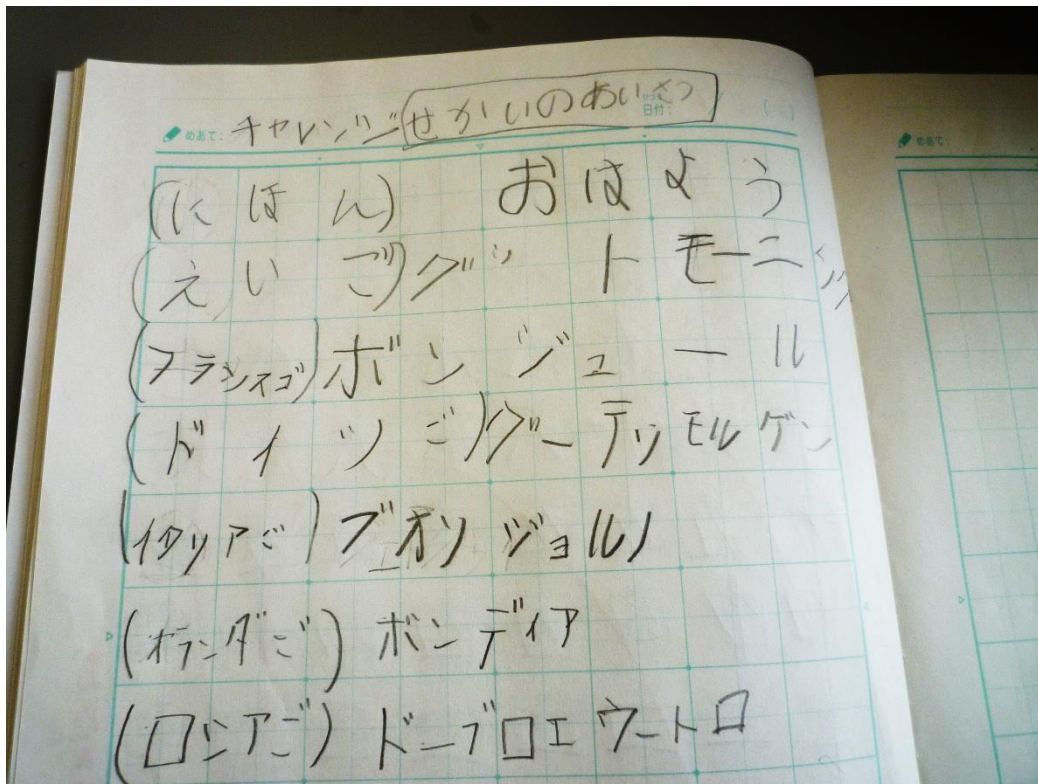 めあて: チャレンジ せかいのあいさつ 日付:
(にほん) おはよう
(えいご) グットモーニング
(フランスゴ) ボンジュール
(ドイツご) グーテッモルゲン
(イタリアご) ブオンジョルノ
(オランダご) ボンディア
(ロシアご) ドーブロエウートロ
めあて: